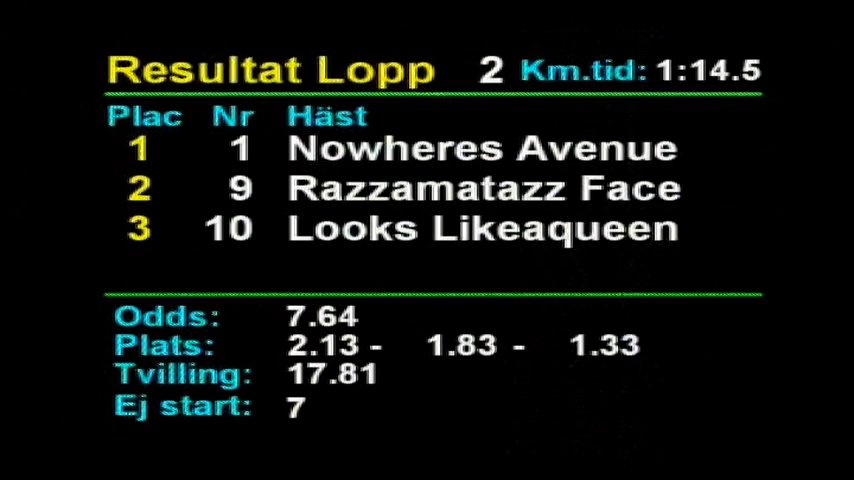 Resultat Lopp 2 Km.tid: 1:14.5
Plac Nr Häst
1 1 Nowheres Avenue
2 9 Razzamatazz Face
3 10 Looks Likeaqueen
Odds: 7.64
Plats: 2.13 - 1.83 - 1.33
Tvilling: 17.81
Ej start: 7